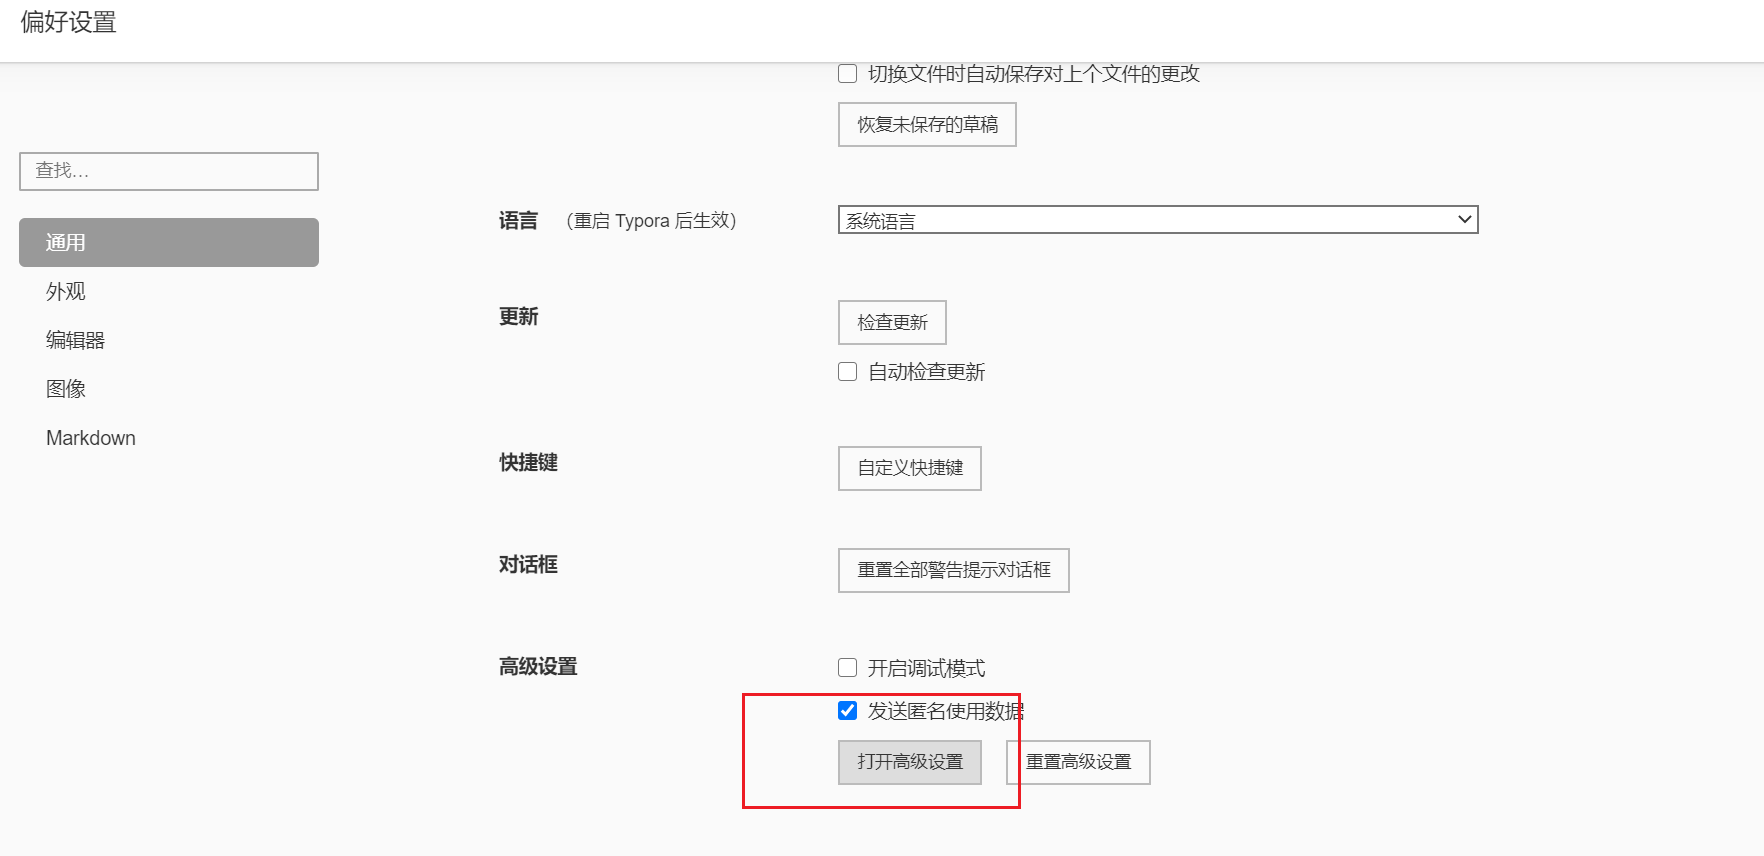 偏好设置
切换文件时自动保存对上个文件的更改
恢复未保存的草稿
查找...
通用
外观
编辑器
图像
Markdown
语言 （重启 Typora 后生效） 系统语言
更新 检查更新
自动检查更新
快捷键 自定义快捷键
对话框 重置全部警告提示对话框
高级设置 开启调试模式
发送匿名使用数据
打开高级设置 重置高级设置